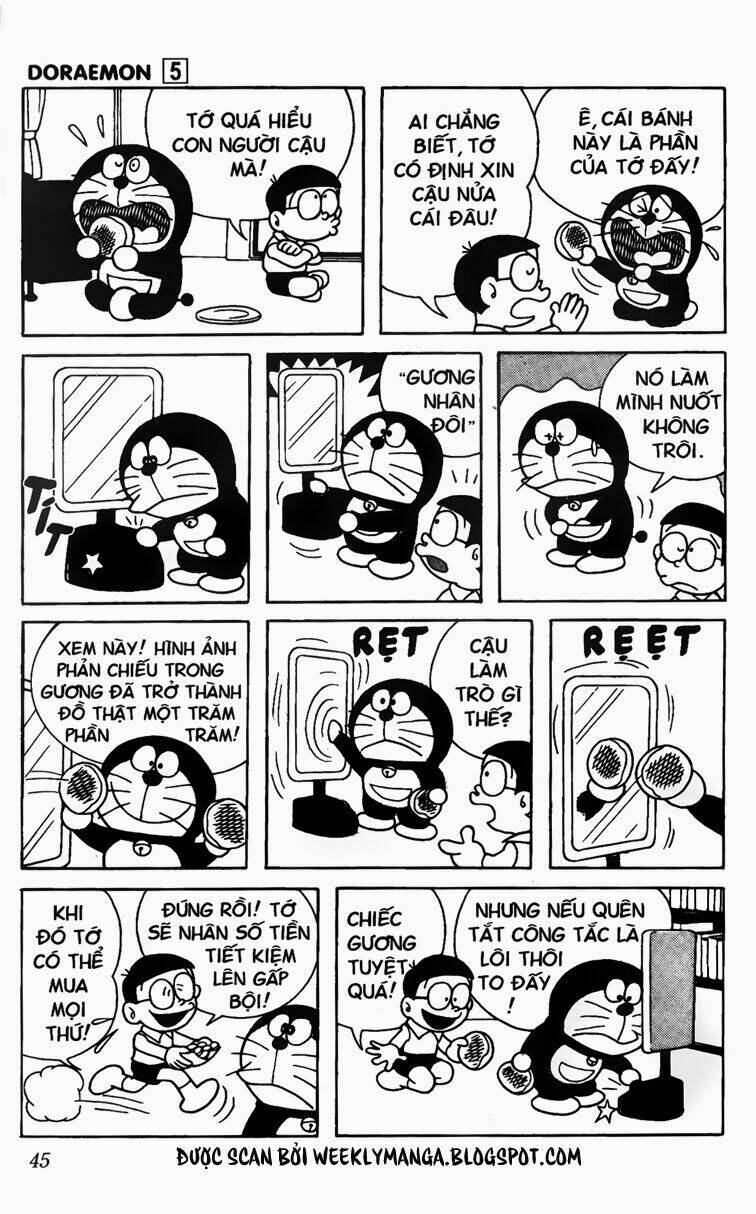 DORAEMON 5
Ê, CÁI BÁNH
NÀY LÀ PHẦN
CỦA TỚ ĐẤY!
AI CHẲNG
BIẾT, TỚ
CÓ ĐỊNH XIN
CẬU NỬA
CÁI ĐÂU!
TỚ QUÁ HIỂU
CON NGƯỜI CẬU
MÀ!
NÓ LÀM
MÌNH NUỐT
KHÔNG
TRÔI.
"GƯƠNG
NHÂN
ĐÔI"
TÍT
RẸẸT
CẬU
LÀM
TRÒ GÌ
THẾ?
RẸT
XEM NÀY! HÌNH ẢNH
PHẢN CHIẾU TRONG
GƯƠNG ĐÃ TRỞ THÀNH
ĐỒ THẬT MỘT TRĂM
PHẦN TRĂM!
NHƯNG NẾU QUÊN
TẮT CÔNG TẮC LÀ
LÔI THÔI
TO ĐẤY
!
CHIẾC
GƯƠNG
TUYỆT
QUÁ!
ĐÚNG RỒI! TỚ
SẼ NHÂN SỐ TIỀN
TIẾT KIỆM
LÊN GẤP
BỘI!
KHI
ĐÓ TỚ
CÓ THỂ
MUA
MỌI
THỨ!
45
ĐƯỢC SCAN BỞI WEEKLYMANGA.BLOGSPOT.COM